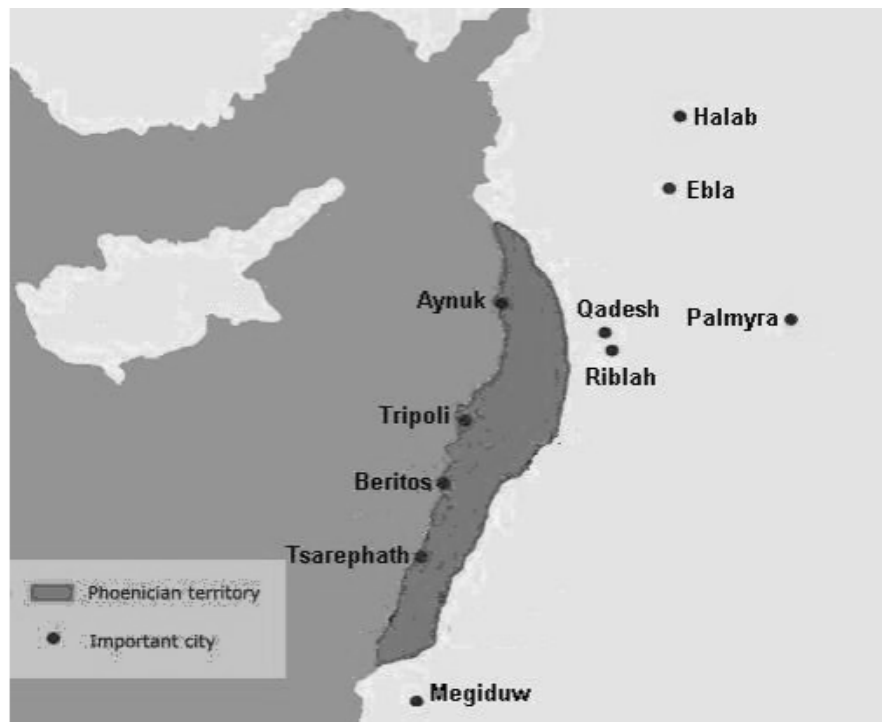 Halab
Ebla
Aynuk
Qadesh
Palmyra
Riblah
Tripoli
Beritos
Tsarephath
Phoenician territory
Important city
Megiduw